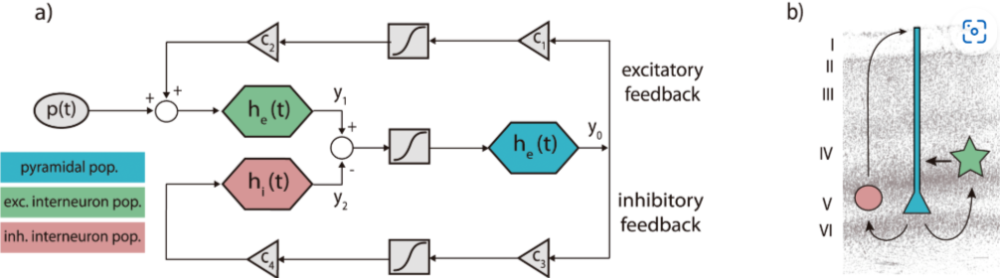 a)
c₂
c₁
excitatory
feedback
p(t)
+
+
hₑ(t)
y₁
+
-
hₑ(t)
y₀
pyramidal pop.
exc. interneuron pop.
inh. interneuron pop.
hᵢ(t)
y₂
inhibitory
feedback
c₄
c₃
b)
I
II
III
IV
V
VI